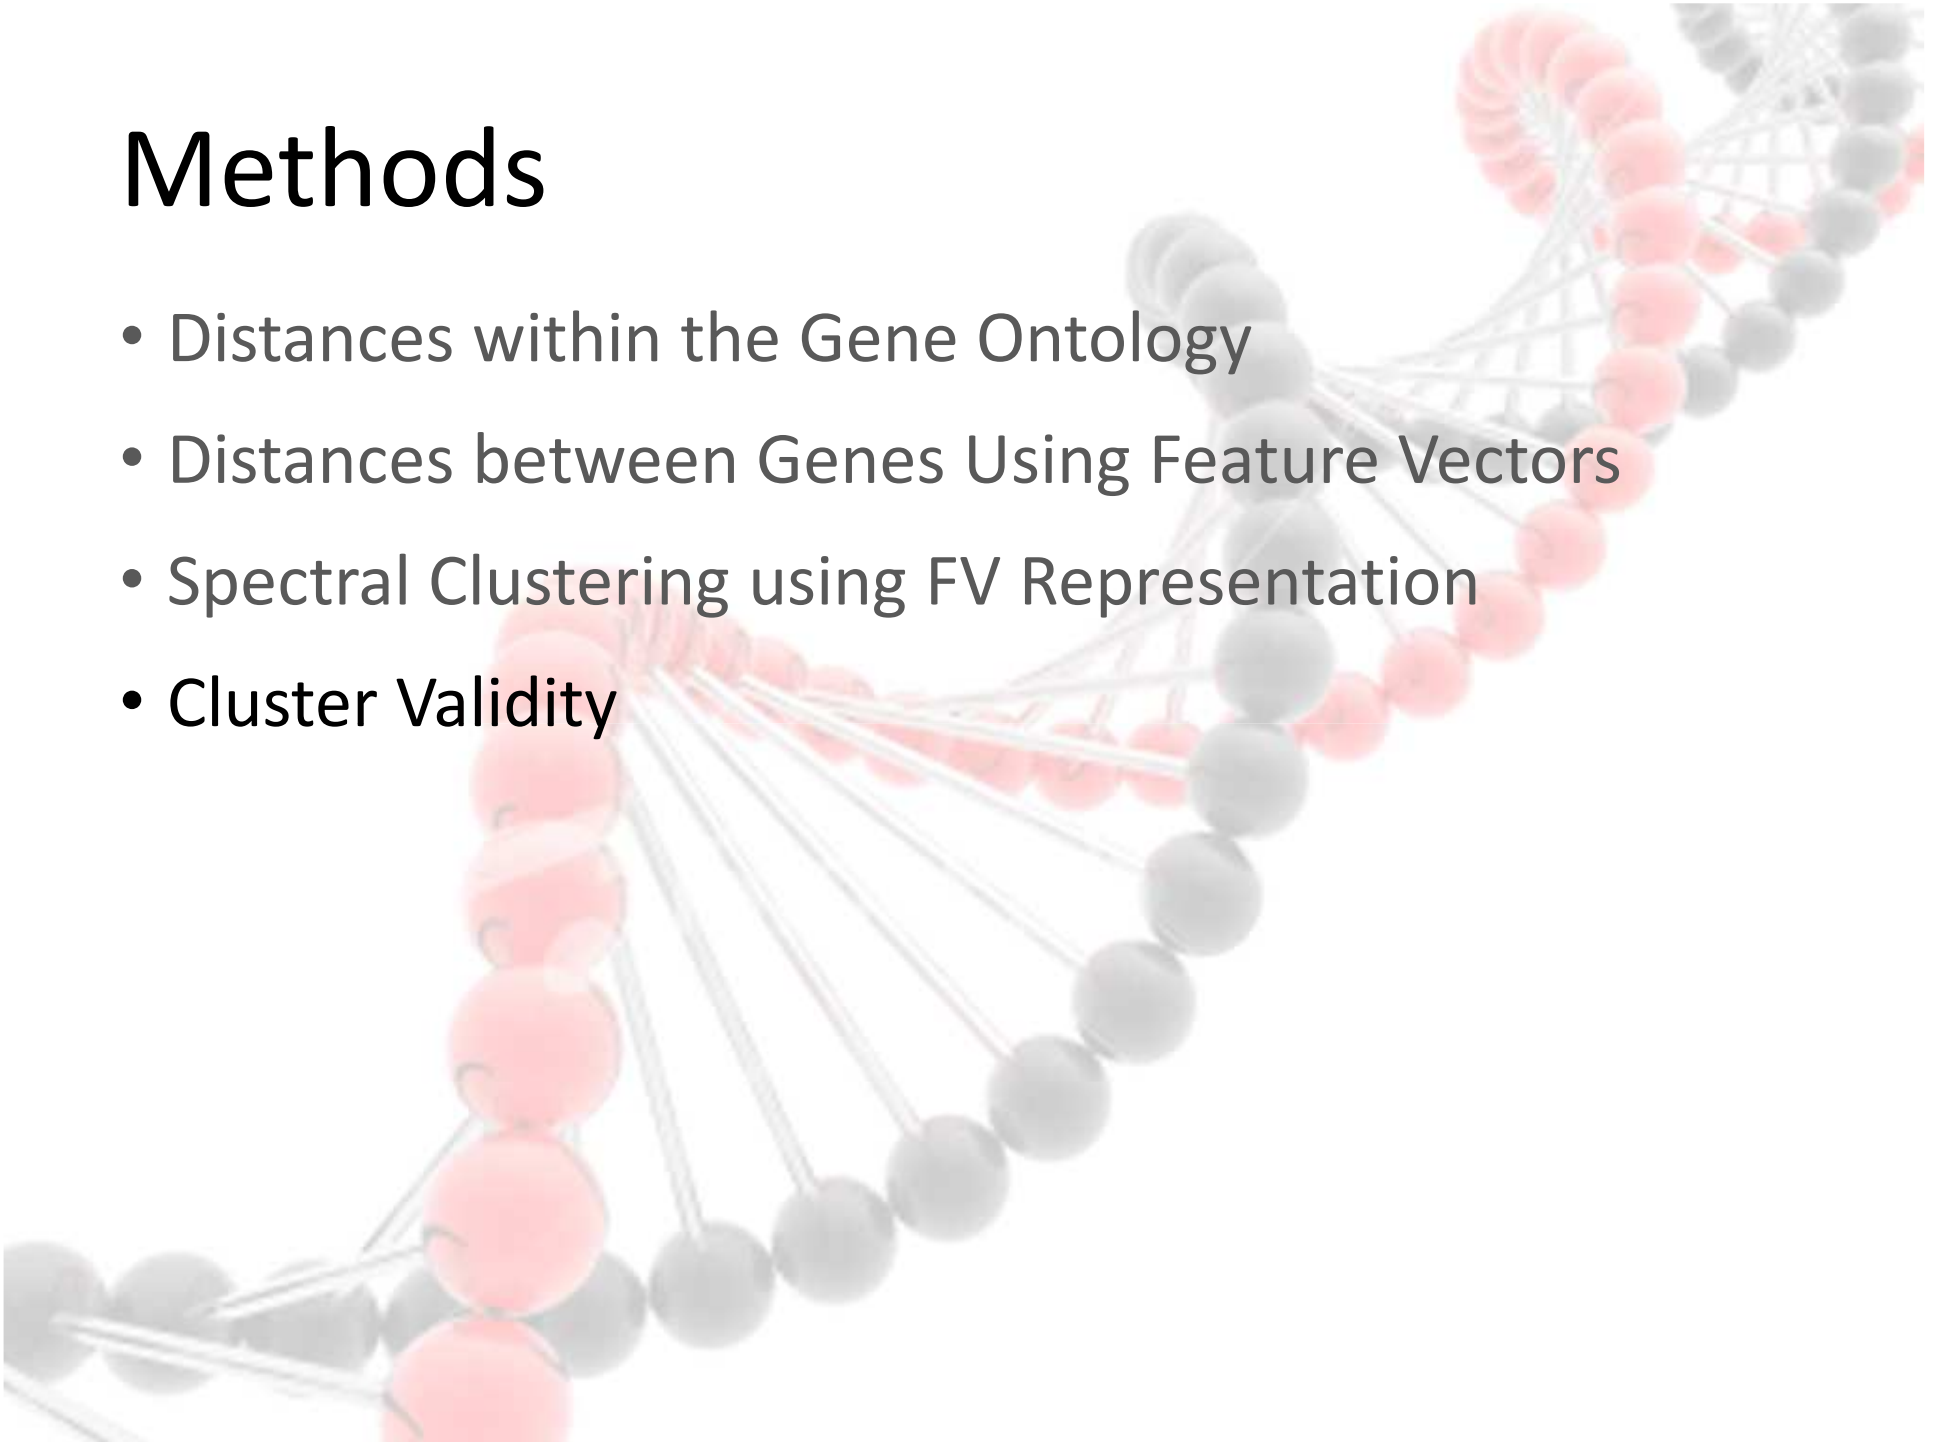 Methods
• Distances within the Gene Ontology
• Distances between Genes Using Feature Vectors
• Spectral Clustering using FV Representation
• Cluster Validity